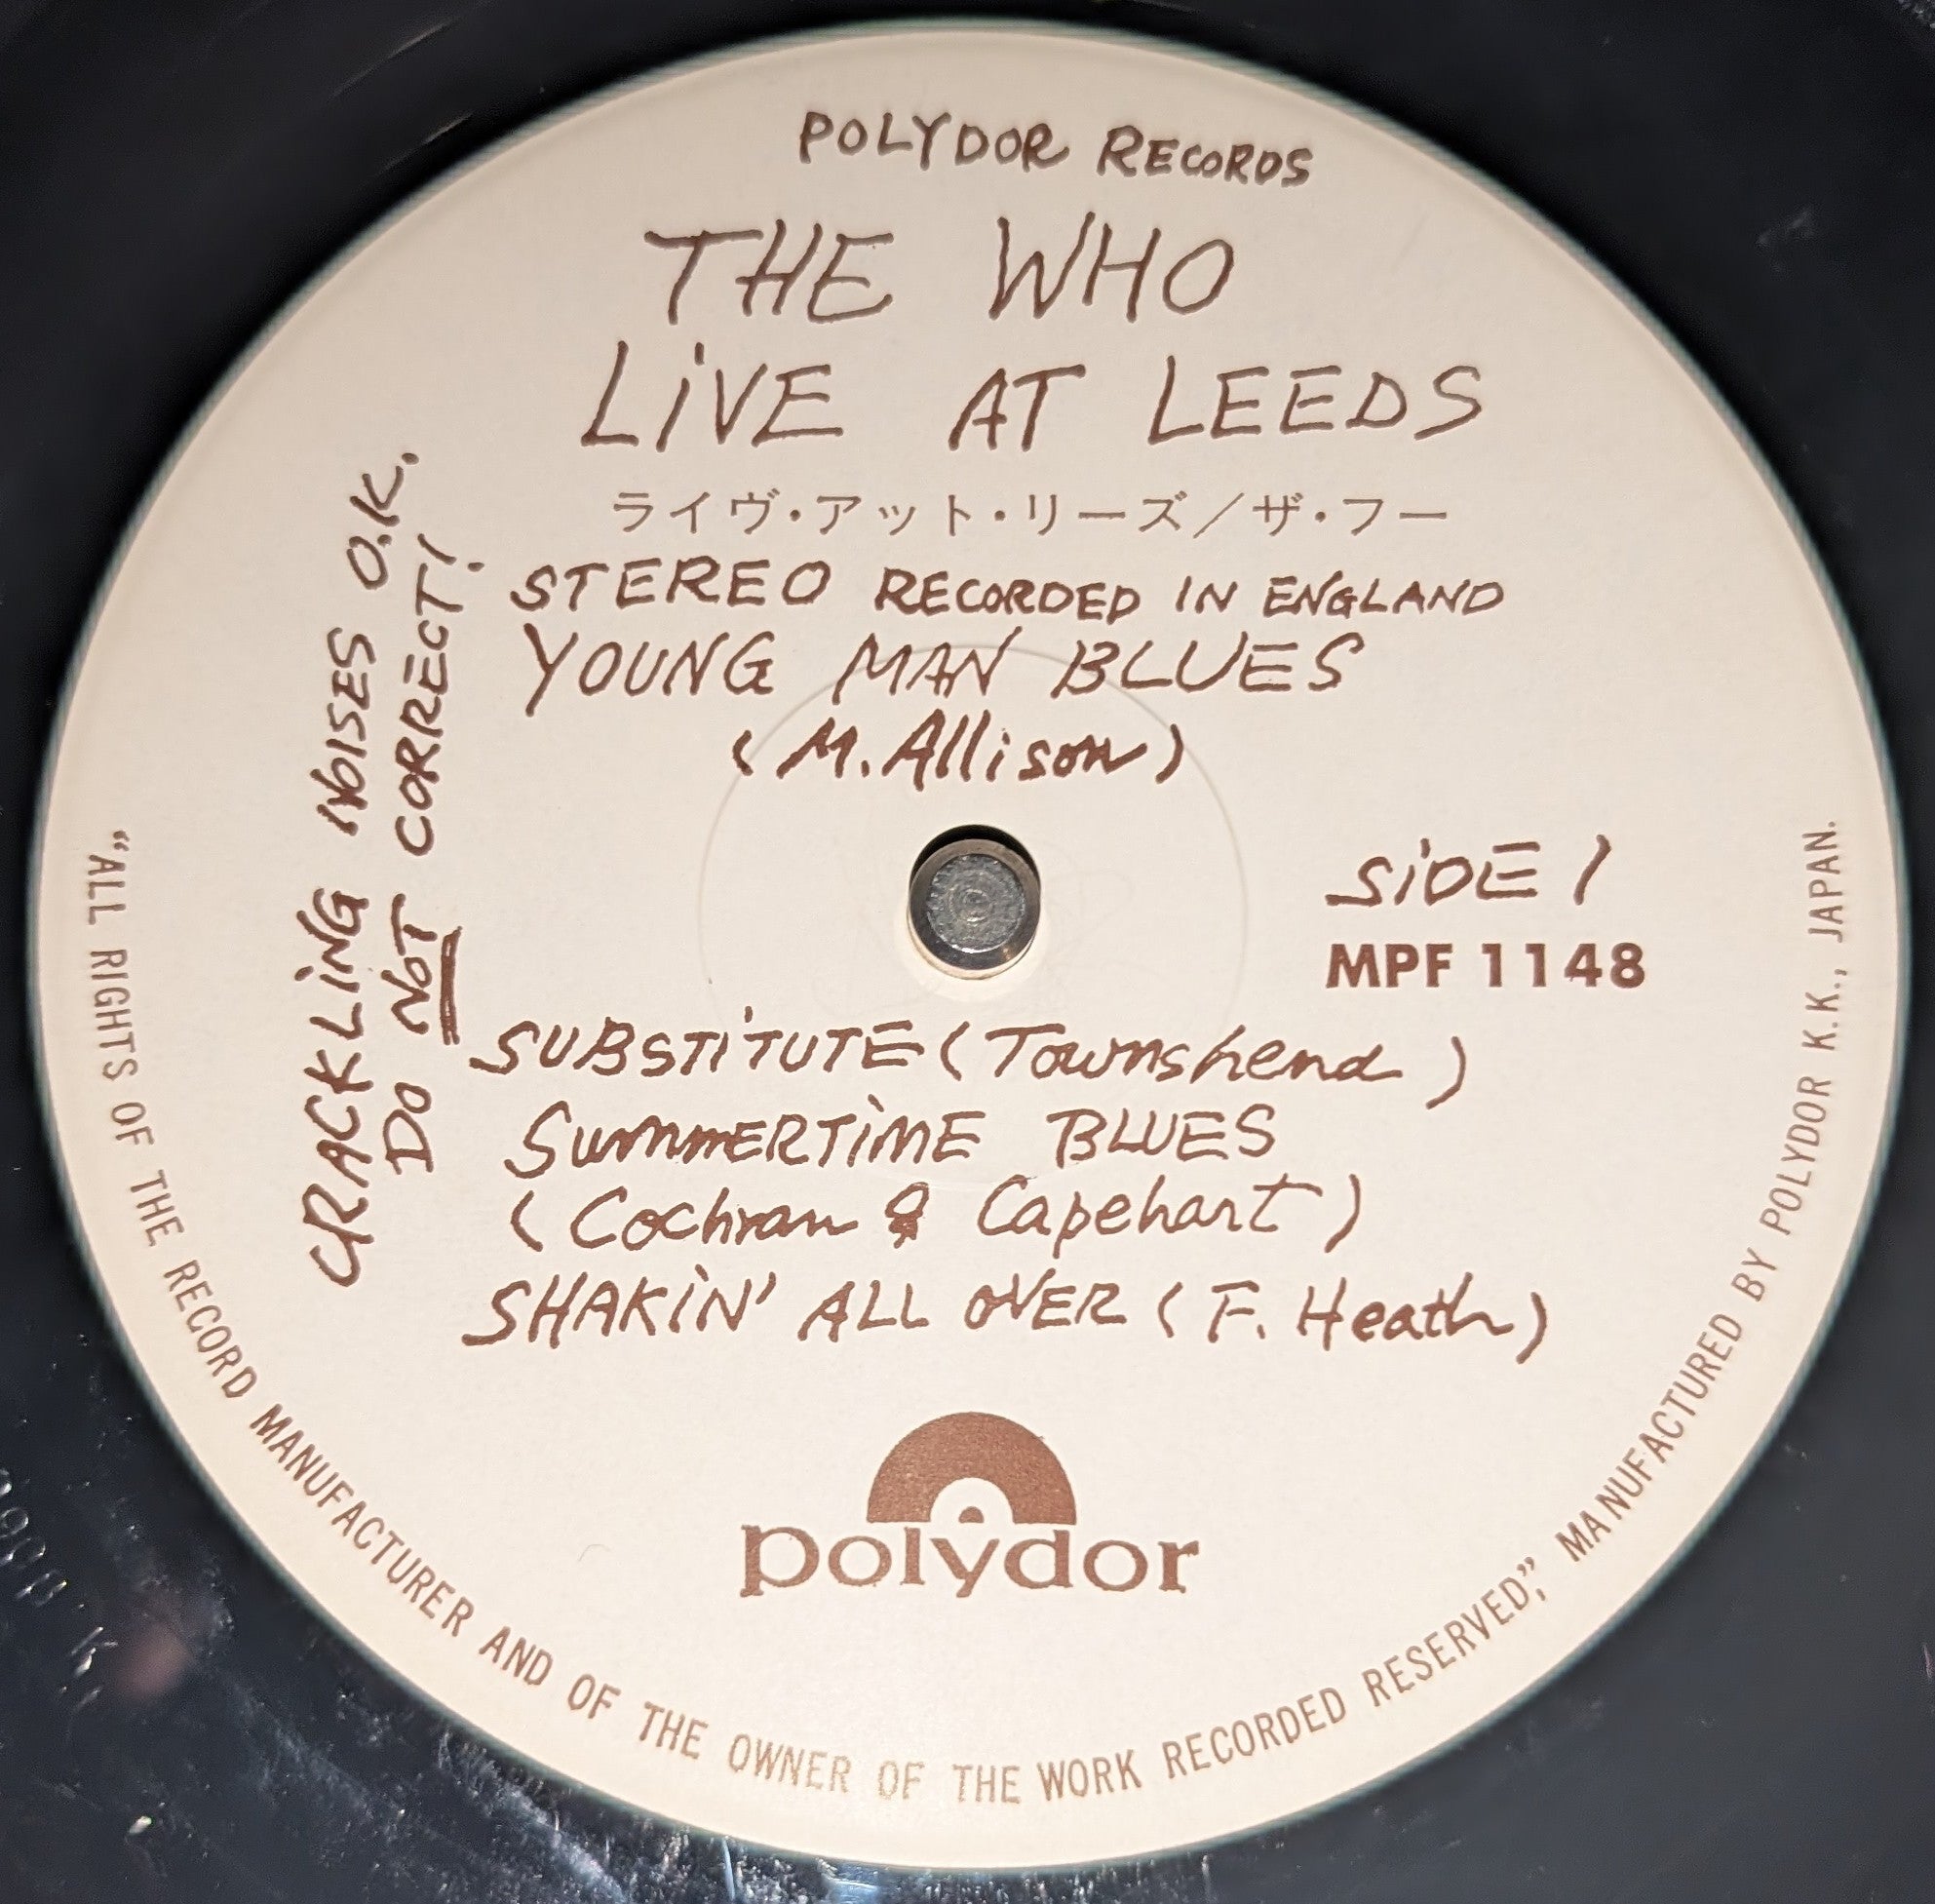 POLYDOR RECORDS
THE WHO
LiVE AT LEEDS
ライヴ・アット・リーズ／ザ・フー
STEREO RECORDED IN ENGLAND
YOUNG MAN BLUES
(M. Allison)
CRACKLiNG NOISES O.K.
DO NOT CORRECT!
SiDE 1
MPF 1148
SUBSTiTUTE (Townshend)
SummERTiME BLUES
(Cochran & Capehart)
SHAKiN' ALL OVER (F. Heath)
polydor
"ALL RIGHTS OF THE RECORD MANUFACTURER AND OF THE OWNER OF THE WORK RECORDED RESERVED," MANUFACTURED BY POLYDOR K.K., JAPAN.